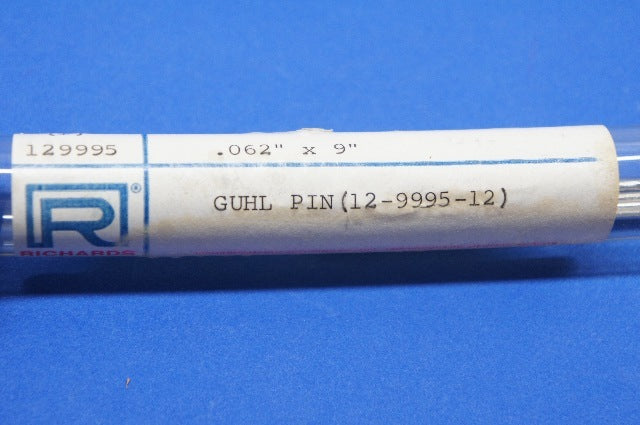 129995
.062" x 9"
GUHL PIN(12-9995-12)
R®
RICHARDS